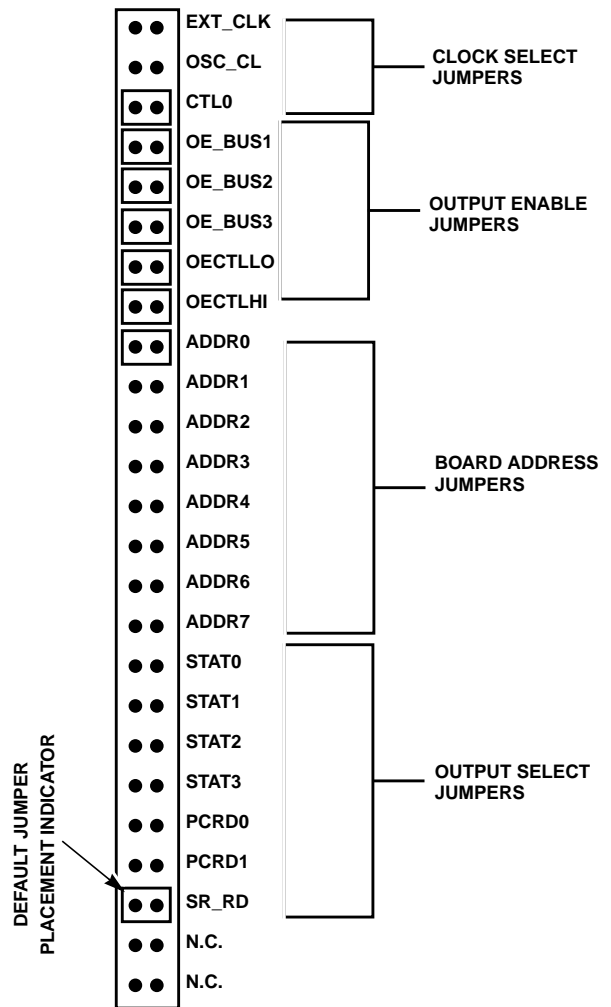 EXT_CLK
OSC_CL
CTL0
OE_BUS1
OE_BUS2
OE_BUS3
OECTLLO
OECTLHI
ADDR0
ADDR1
ADDR2
ADDR3
ADDR4
ADDR5
ADDR6
ADDR7
STAT0
STAT1
STAT2
STAT3
PCRD0
PCRD1
SR_RD
N.C.
N.C.
CLOCK SELECT
JUMPERS
OUTPUT ENABLE
JUMPERS
BOARD ADDRESS
JUMPERS
OUTPUT SELECT
JUMPERS
DEFAULT JUMPER
PLACEMENT INDICATOR